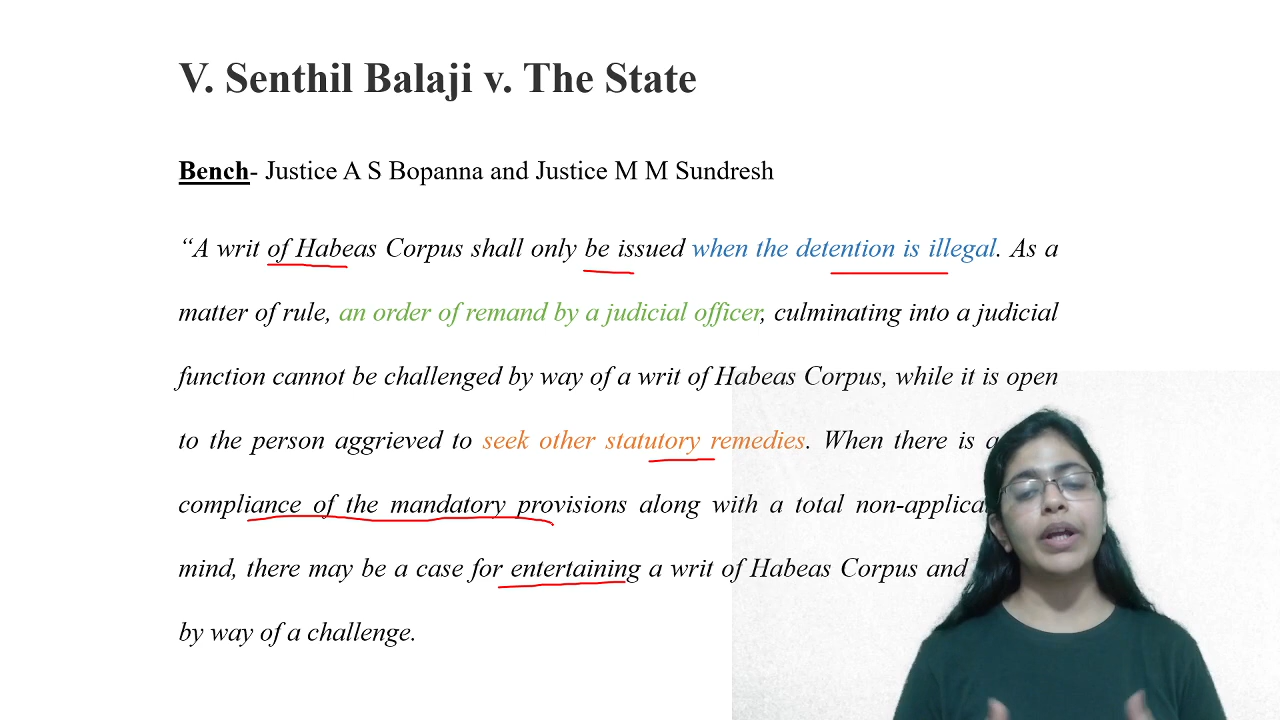 V. Senthil Balaji v. The State
Bench- Justice A S Bopanna and Justice M M Sundresh
“A writ of Habeas Corpus shall only be issued when the detention is illegal. As a
matter of rule, an order of remand by a judicial officer, culminating into a judicial
function cannot be challenged by way of a writ of Habeas Corpus, while it is open
to the person aggrieved to seek other statutory remedies. When there is a
compliance of the mandatory provisions along with a total non-applica
mind, there may be a case for entertaining a writ of Habeas Corpus and
by way of a challenge.